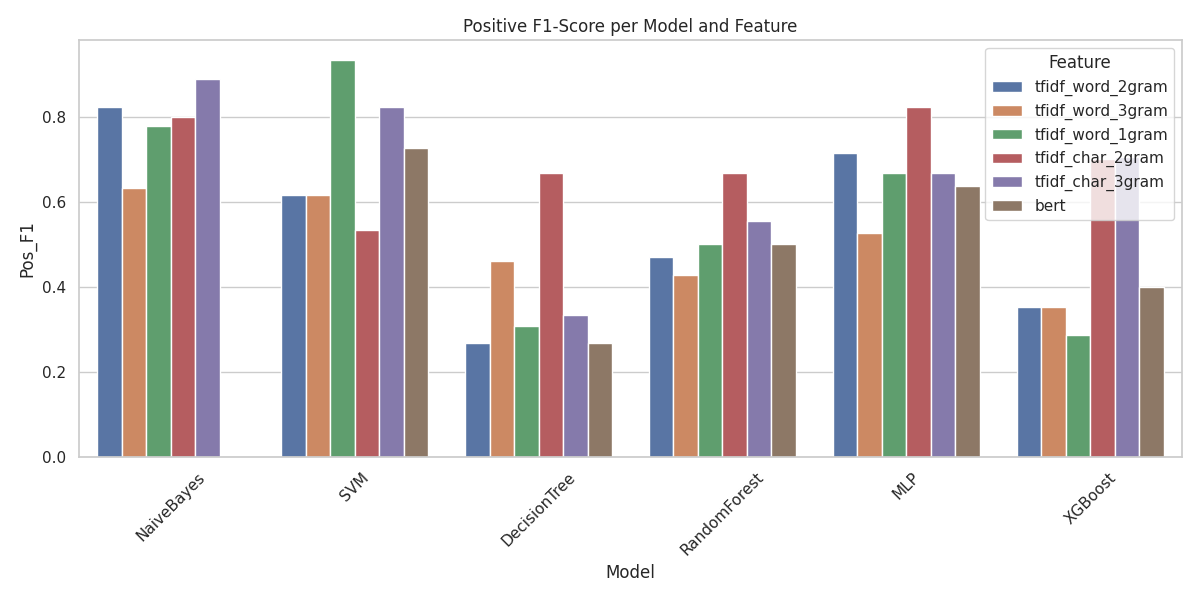 Positive F1-Score per Model and Feature
Pos_F1
0.8
0.6
0.4
0.2
0.0
Feature
tfidf_word_2gram
tfidf_word_3gram
tfidf_word_1gram
tfidf_char_2gram
tfidf_char_3gram
bert
NaiveBayes
SVM
DecisionTree
RandomForest
MLP
XGBoost
Model